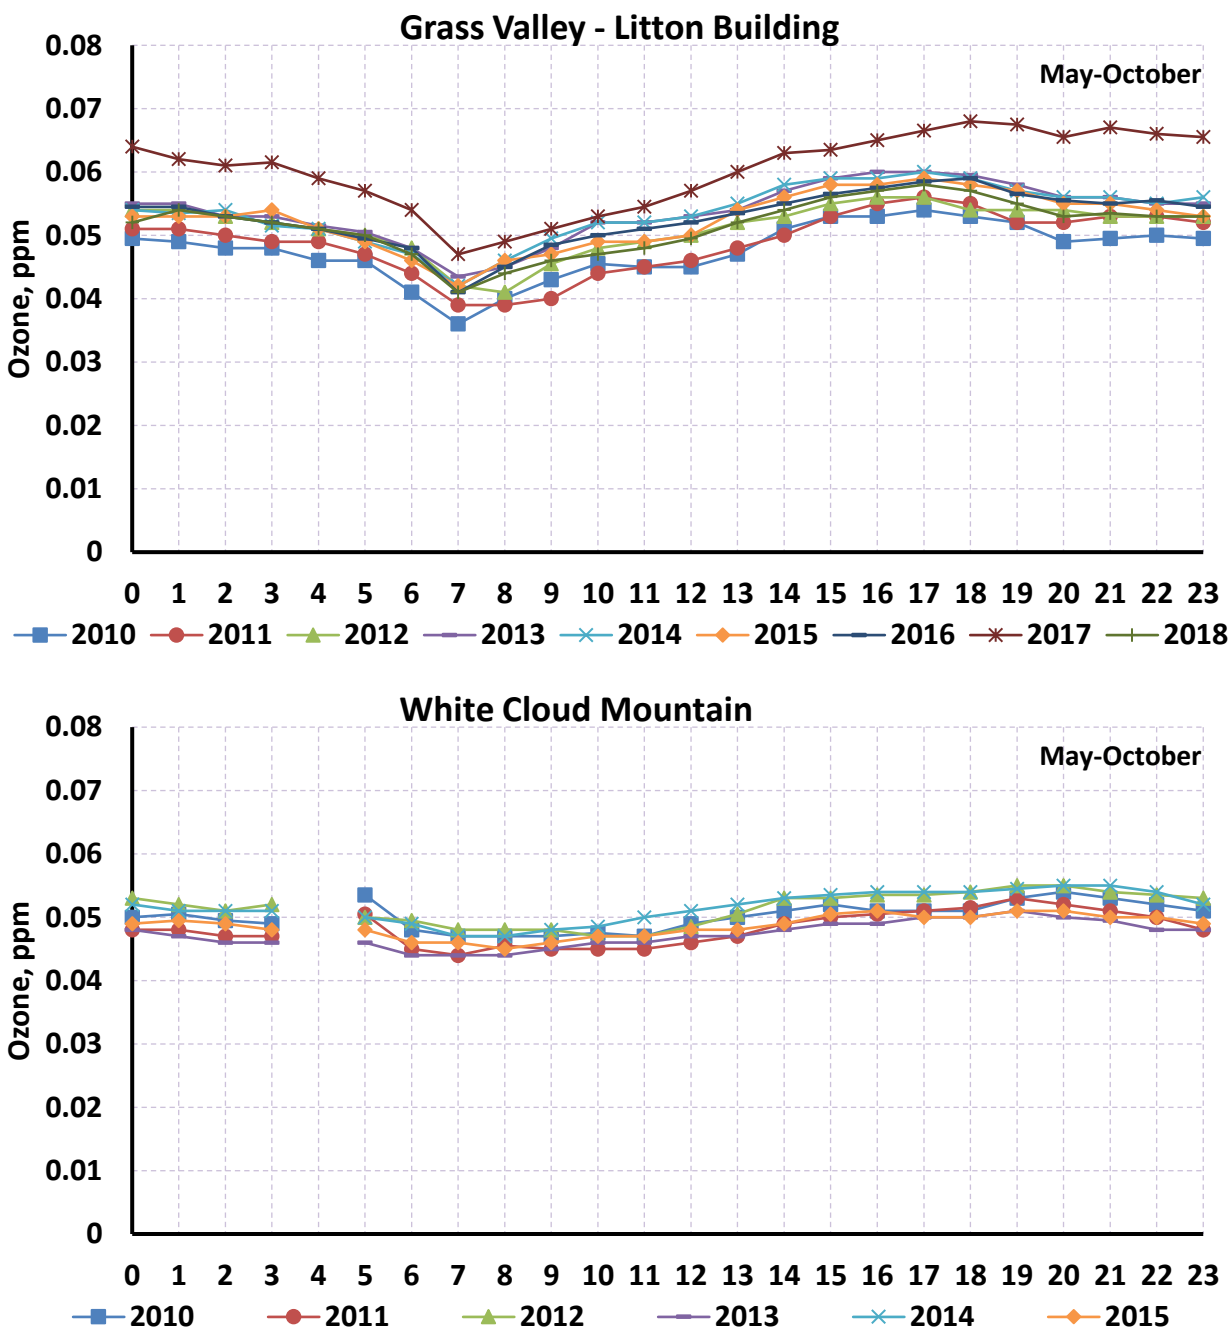 Grass Valley - Litton Building
May-October
0.08
0.07
0.06
0.05
0.04
0.03
0.02
0.01
0
Ozone, ppm
0 1 2 3 4 5 6 7 8 9 10 11 12 13 14 15 16 17 18 19 20 21 22 23
2010 2011 2012 2013 2014 2015 2016 2017 2018
White Cloud Mountain
May-October
0.08
0.07
0.06
0.05
0.04
0.03
0.02
0.01
0
Ozone, ppm
0 1 2 3 4 5 6 7 8 9 10 11 12 13 14 15 16 17 18 19 20 21 22 23
2010 2011 2012 2013 2014 2015